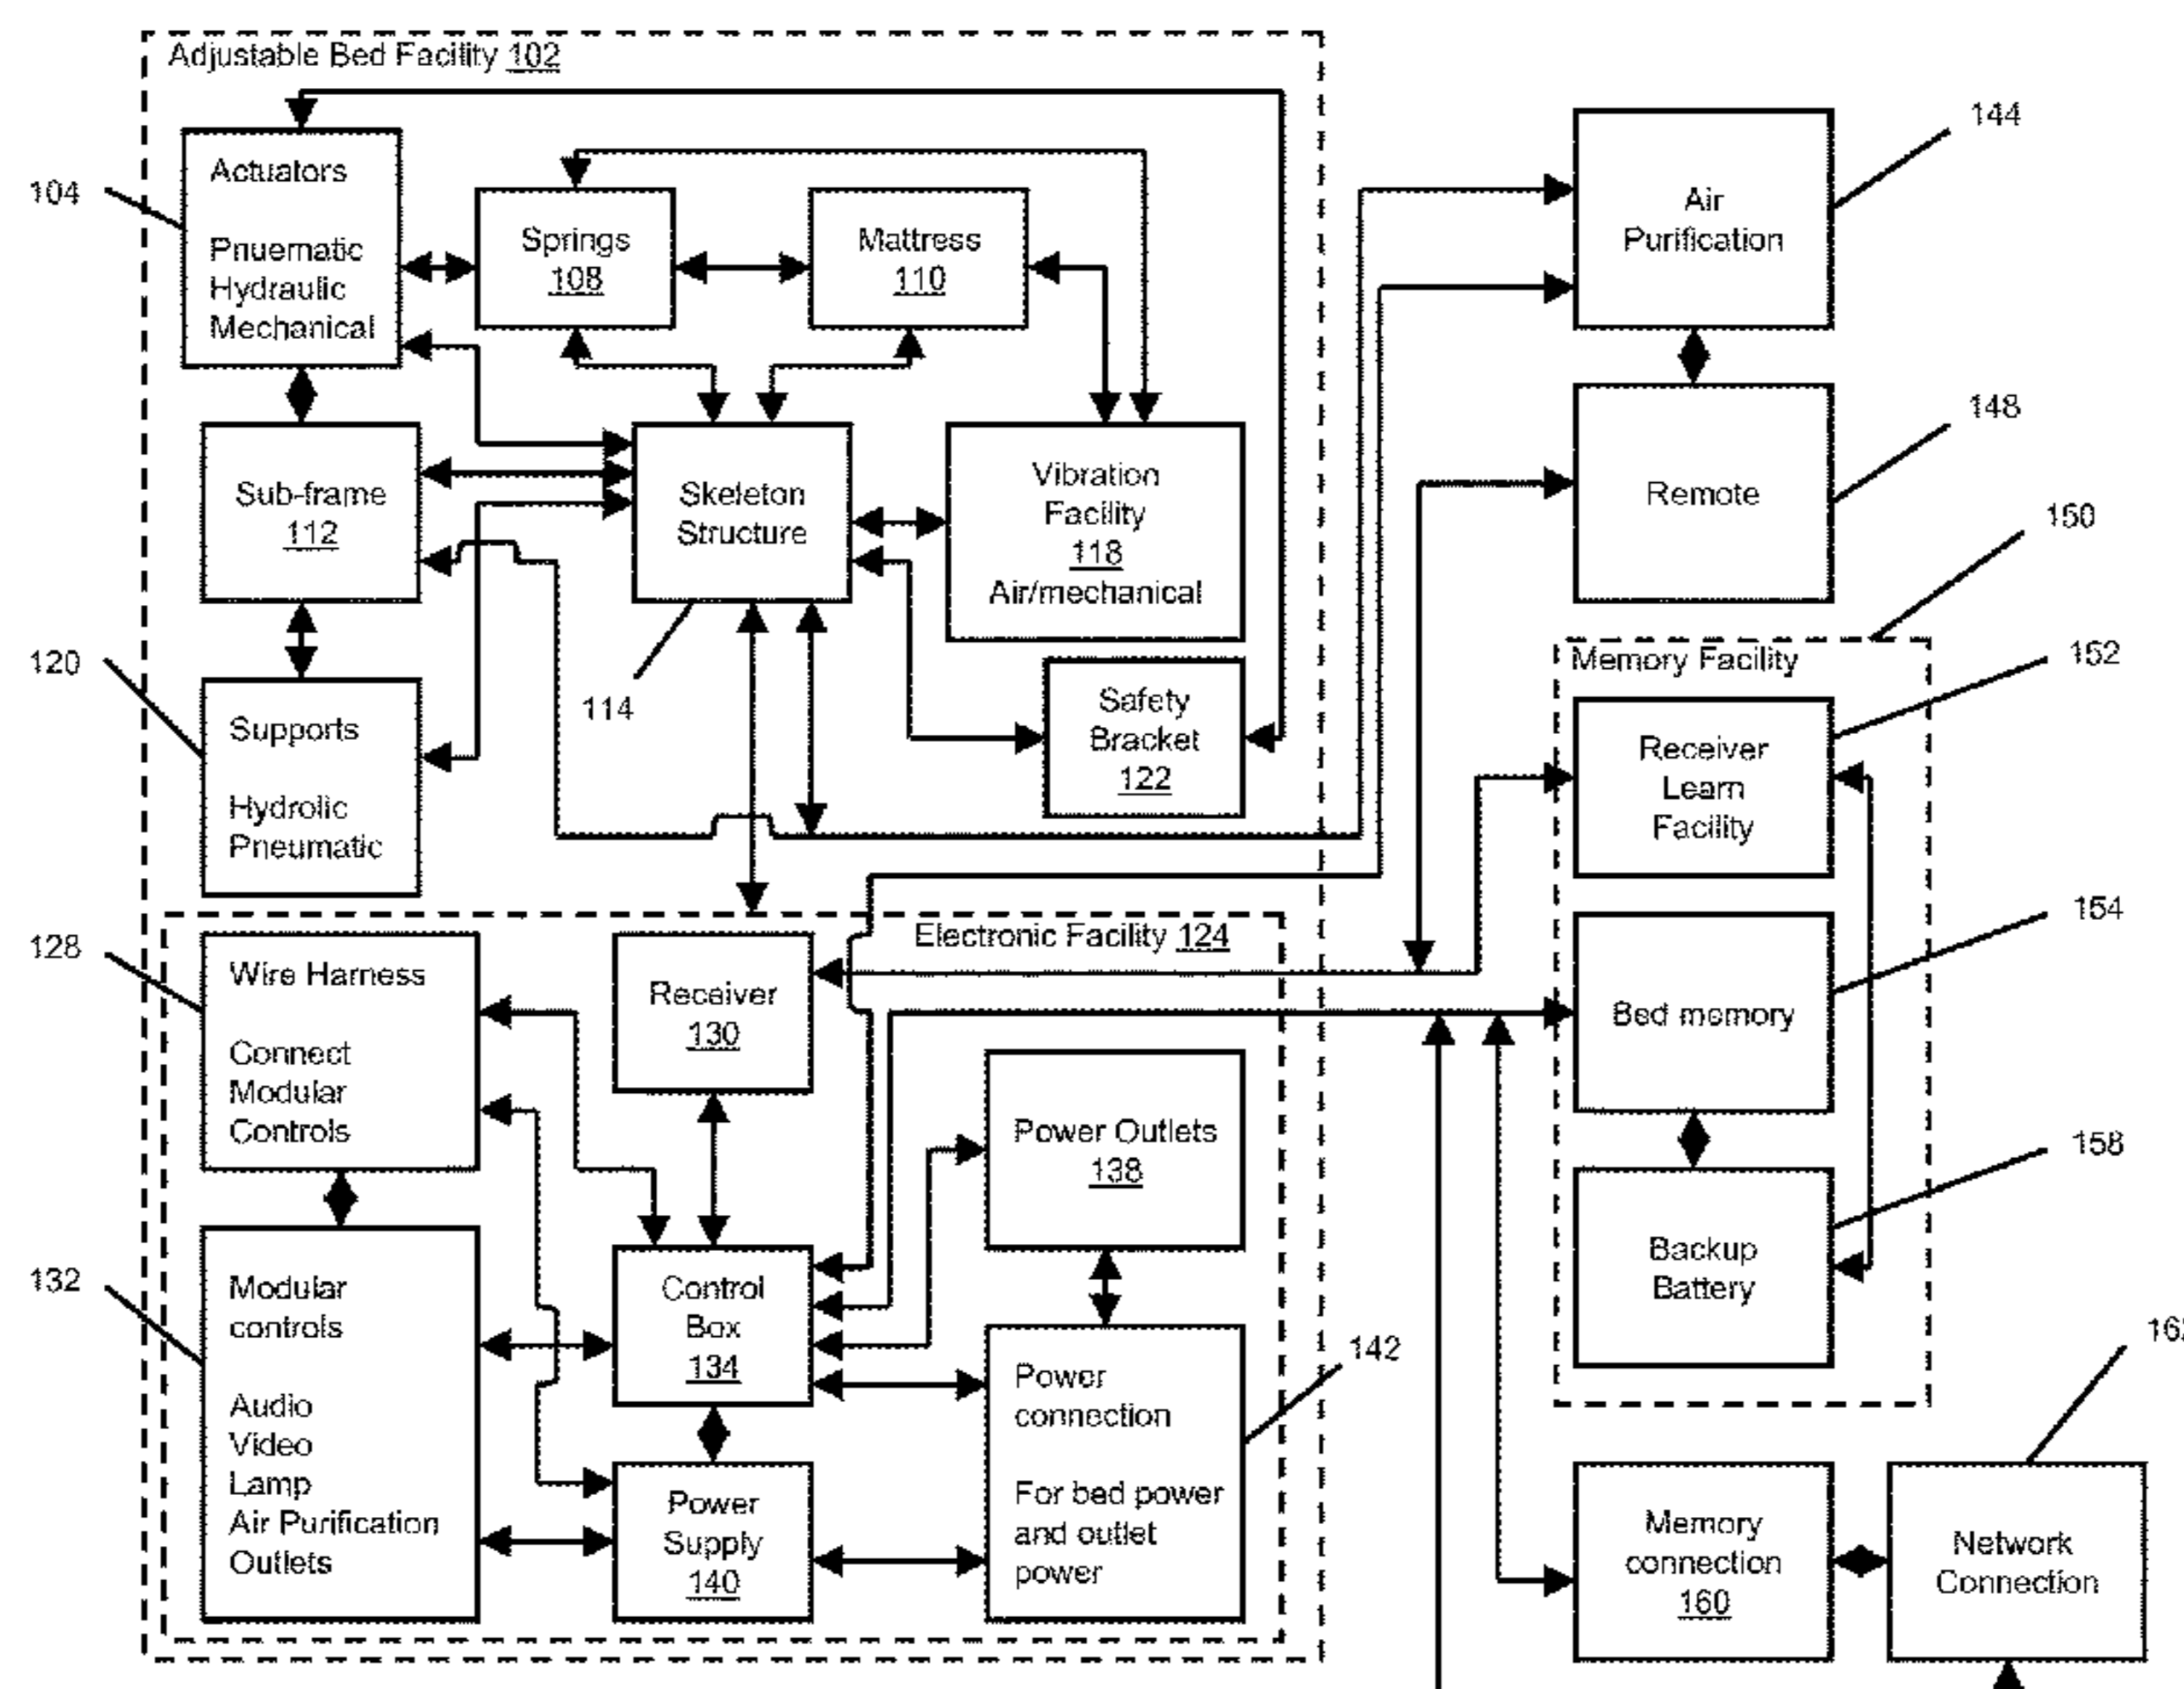 Adjustable Bed Facility 102
104
Actuators
Pnuematic
Hydraulic
Mechanical
Springs
108
Mattress
110
Air
Purification
144
Sub-frame
112
Skeleton
Structure
114
Vibration
Facility
118
Air/mechanical
Remote
148
150
120
Supports
Hydrolic
Pneumatic
Safety
Bracket
122
Memory Facility
152
Receiver
Learn
Facility
128
Wire Harness
Connect
Modular
Controls
Receiver
130
Electronic Facility 124
Bed memory
154
Power Outlets
138
158
Backup
Battery
132
Modular
controls
Audio
Video
Lamp
Air Purification
Outlets
Control
Box
134
Power
connection
For bed power
and outlet
power
142
Power
Supply
140
Memory
connection
160
Network
Connection